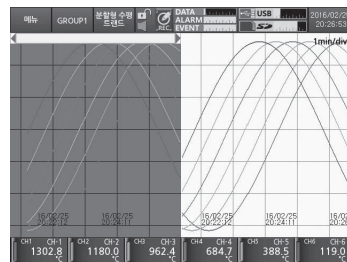 메뉴
GROUP1
분할형 수평
트렌드
REC
DATA
ALARM
EVENT
USB
SD
2016/02/2
20:26:53
1min/div
16/02/25
20:22:12
16/02/25
20:24:11
16/02/25
20:22:12
16/02/25
20:24:11
CH1 CH-1
1302.8
°C
CH2 CH-2
1180.0
°C
CH3 CH-3
962.4
°C
CH4 CH-4
684.7
°C
CH5 CH-5
388.5
°C
CH6 CH-6
119.0
°C